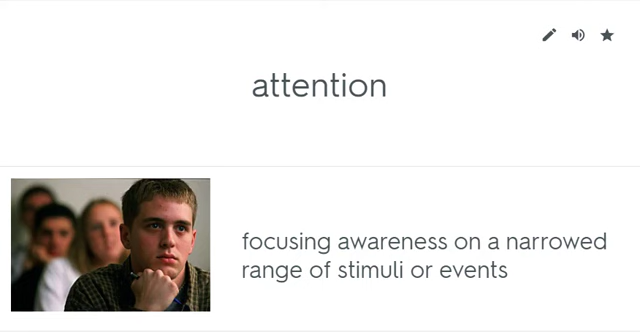 attention
focusing awareness on a narrowed
range of stimuli or events